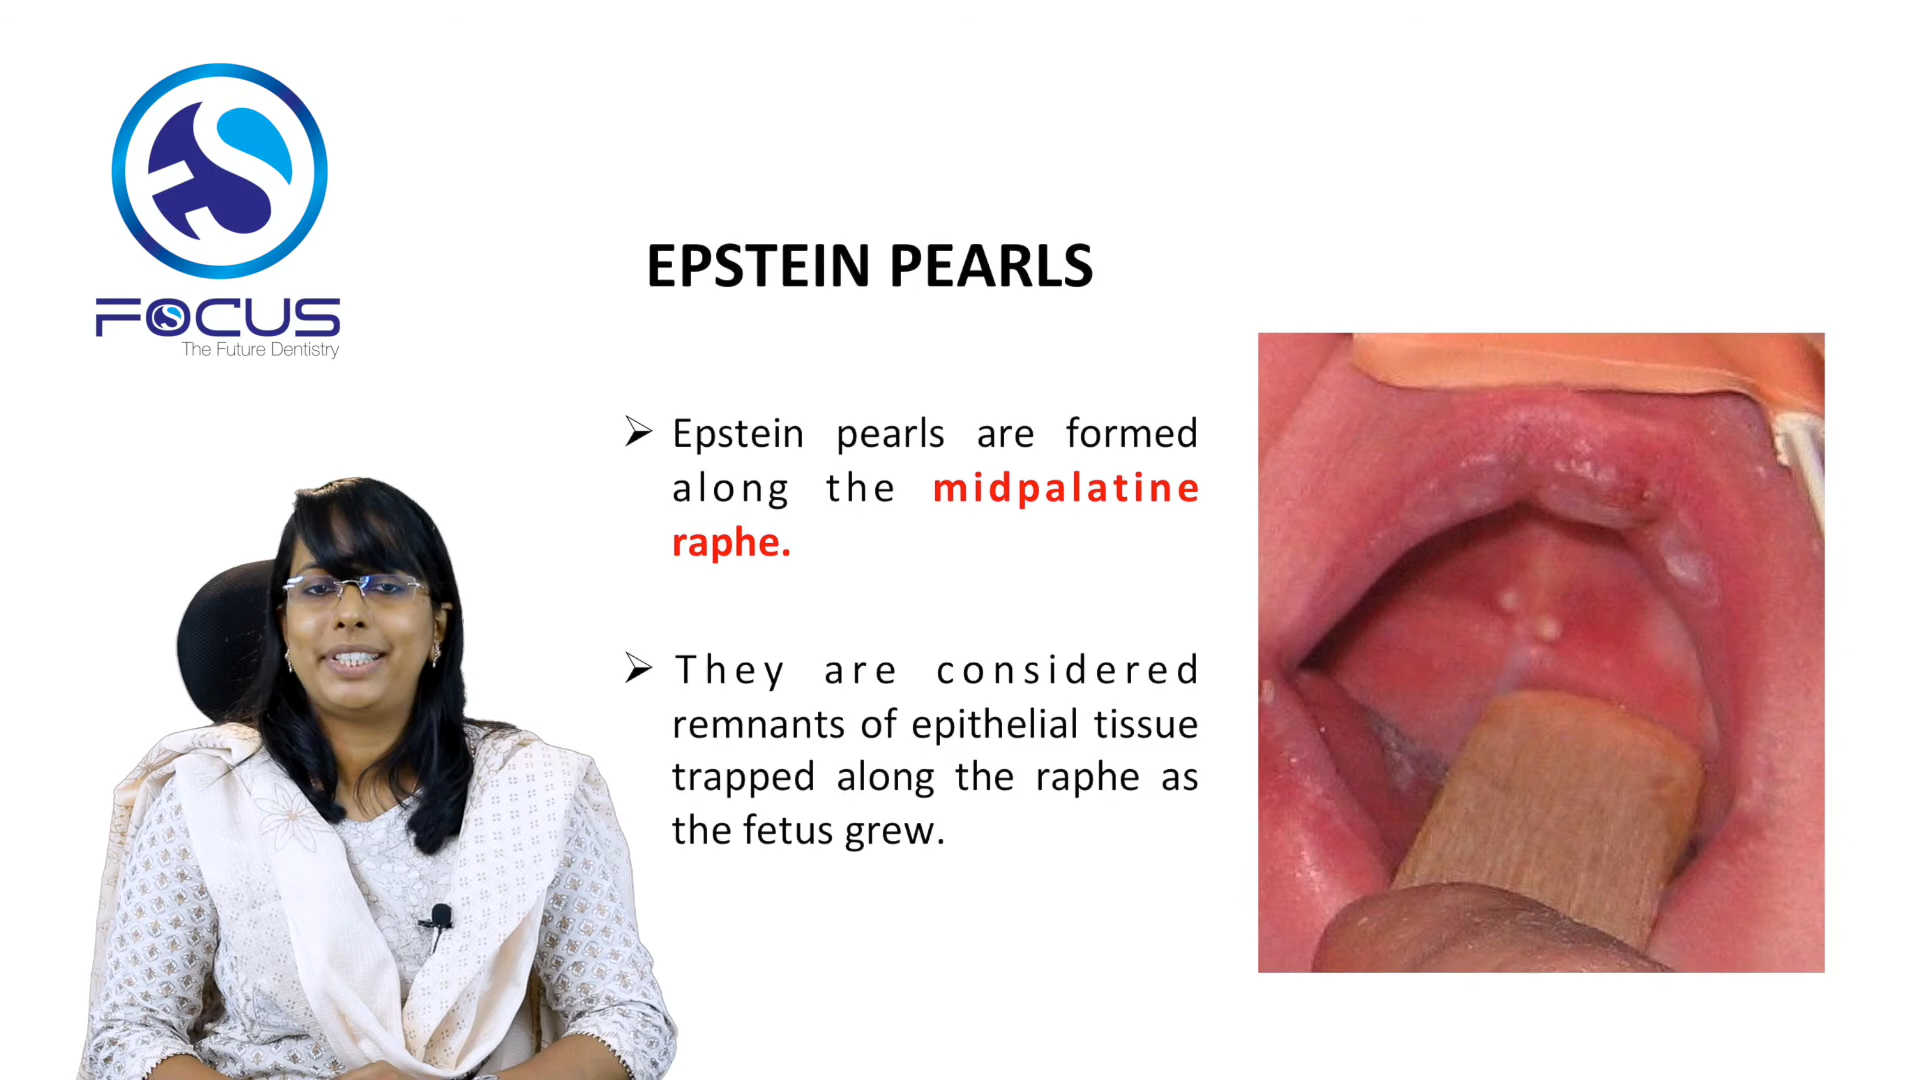 FOCUS
The Future Dentistry
EPSTEIN PEARLS
➢ Epstein pearls are formed
along the midpalatine
raphe.
➢ They are considered
remnants of epithelial tissue
trapped along the raphe as
the fetus grew.